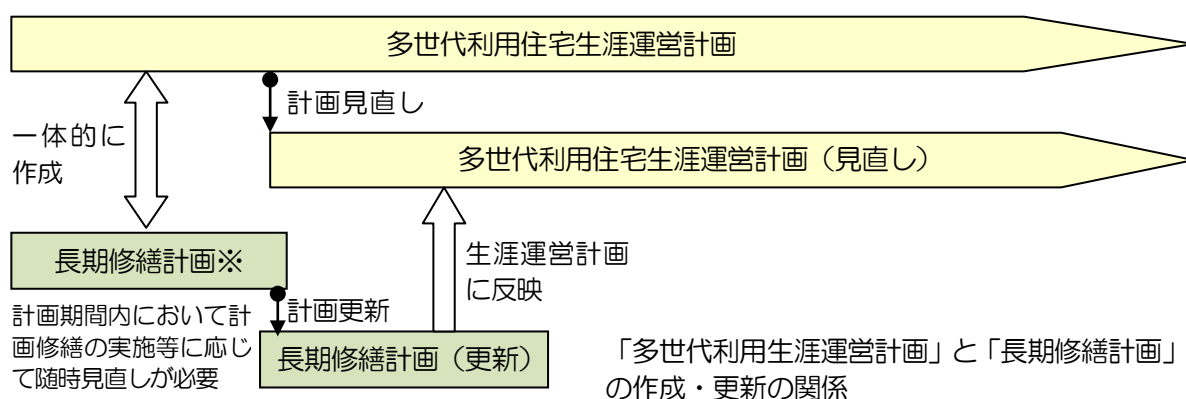 多世代利用住宅生涯運営計画
計画見直し
一体的に
作成
多世代利用住宅生涯運営計画（見直し）
長期修繕計画※
生涯運営計画
に反映
計画期間内において計
画修繕の実施等に応じ
て随時見直しが必要
計画更新
長期修繕計画（更新）
「多世代利用生涯運営計画」と「長期修繕計画」
の作成・更新の関係